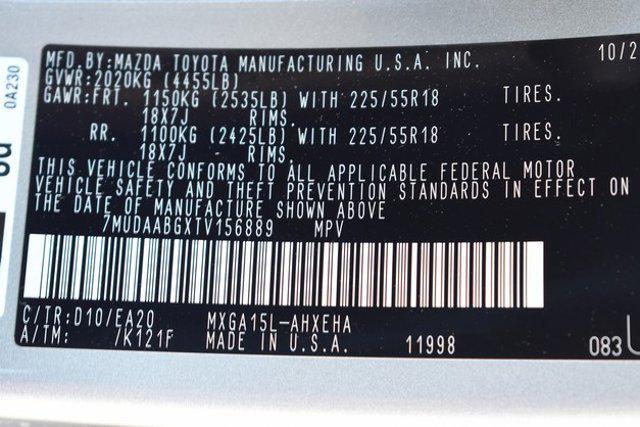 MFD.BY:MAZDA TOYOTA MANUFACTURING U.S.A. INC. 10/2
GVWR:2020KG (4455LB)
GAWR:FRT. 1150KG (2535LB) WITH 225/55R18 TIRES.
18X7J - RIMS.
RR. 1100KG (2425LB) WITH 225/55R18 TIRES.
18X7J - RIMS.
THIS VEHICLE CONFORMS TO ALL APPLICABLE FEDERAL MOTOR
VEHICLE SAFETY AND THEFT PREVENTION STANDARDS IN EFFECT ON
THE DATE OF MANUFACTURE SHOWN ABOVE
7MUDAABGXTV156889 MPV
C/TR:D10/EA20 MXGA15L-AHXEHA
A/TM: /K121F MADE IN U.S.A. 11998 083
0A230